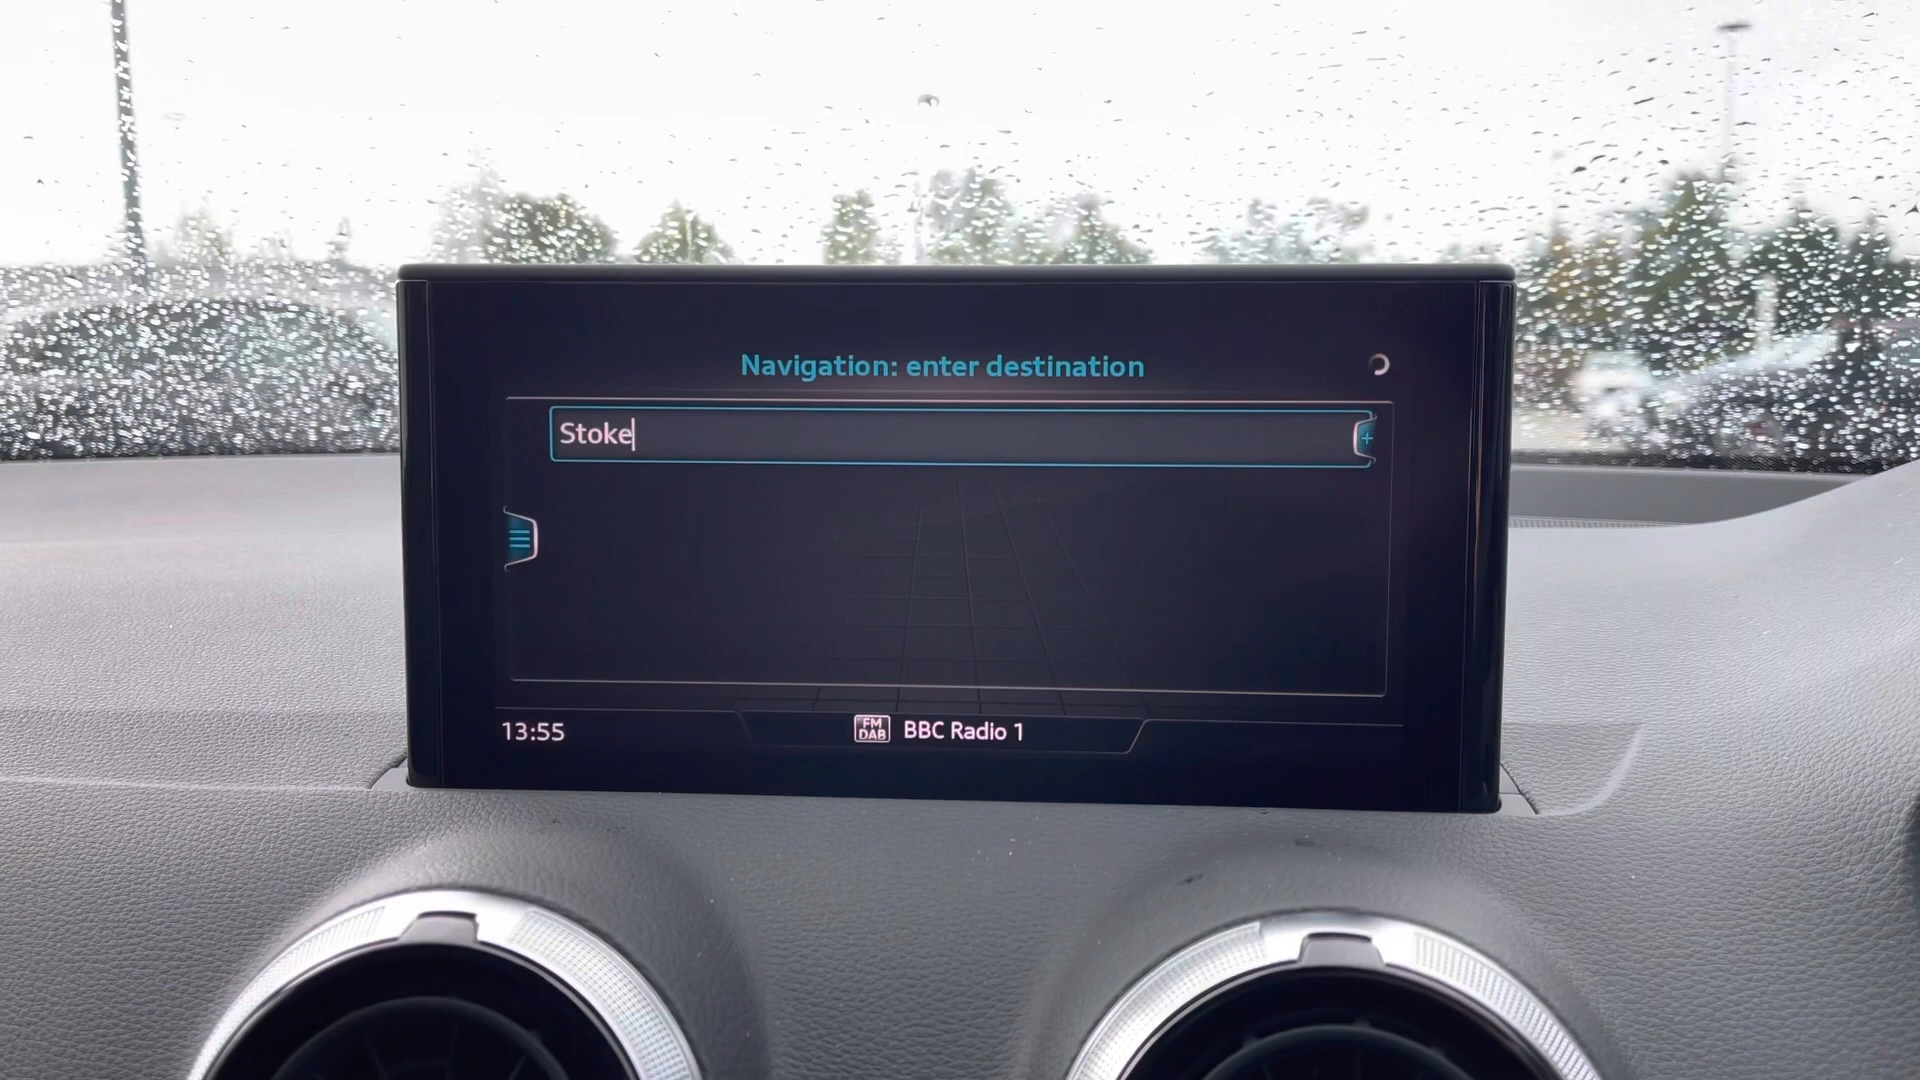 Navigation: enter destination
Stoke
13:55
FM
DAB
BBC Radio 1